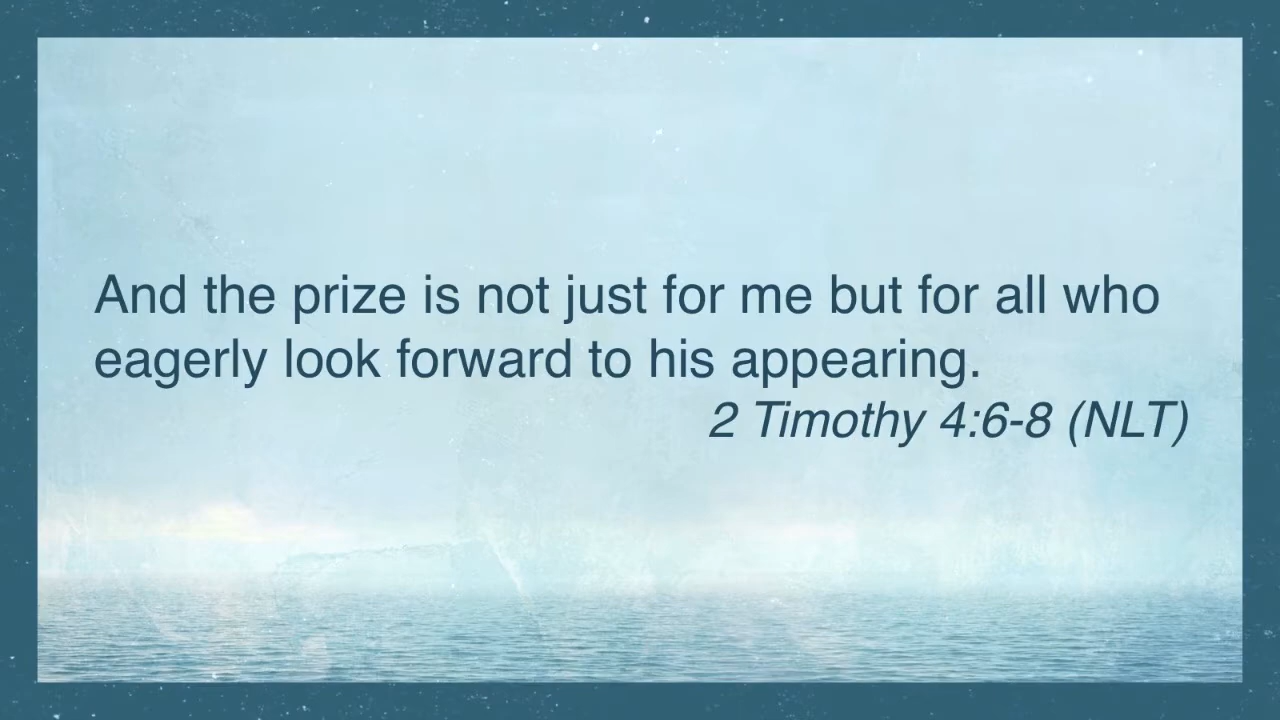 And the prize is not just for me but for all who
eagerly look forward to his appearing.
2 Timothy 4:6-8 (NLT)